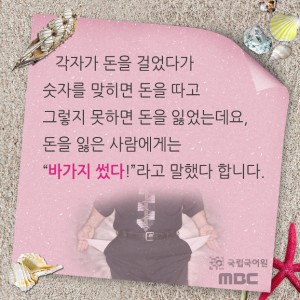 각자가 돈을 걸었다가
숫자를 맞히면 돈을 따고
그렇지 못하면 돈을 잃었는데요,
돈을 잃은 사람에게는
“바가지 썼다!”라고 말했다 합니다.
국립국어원
MBC